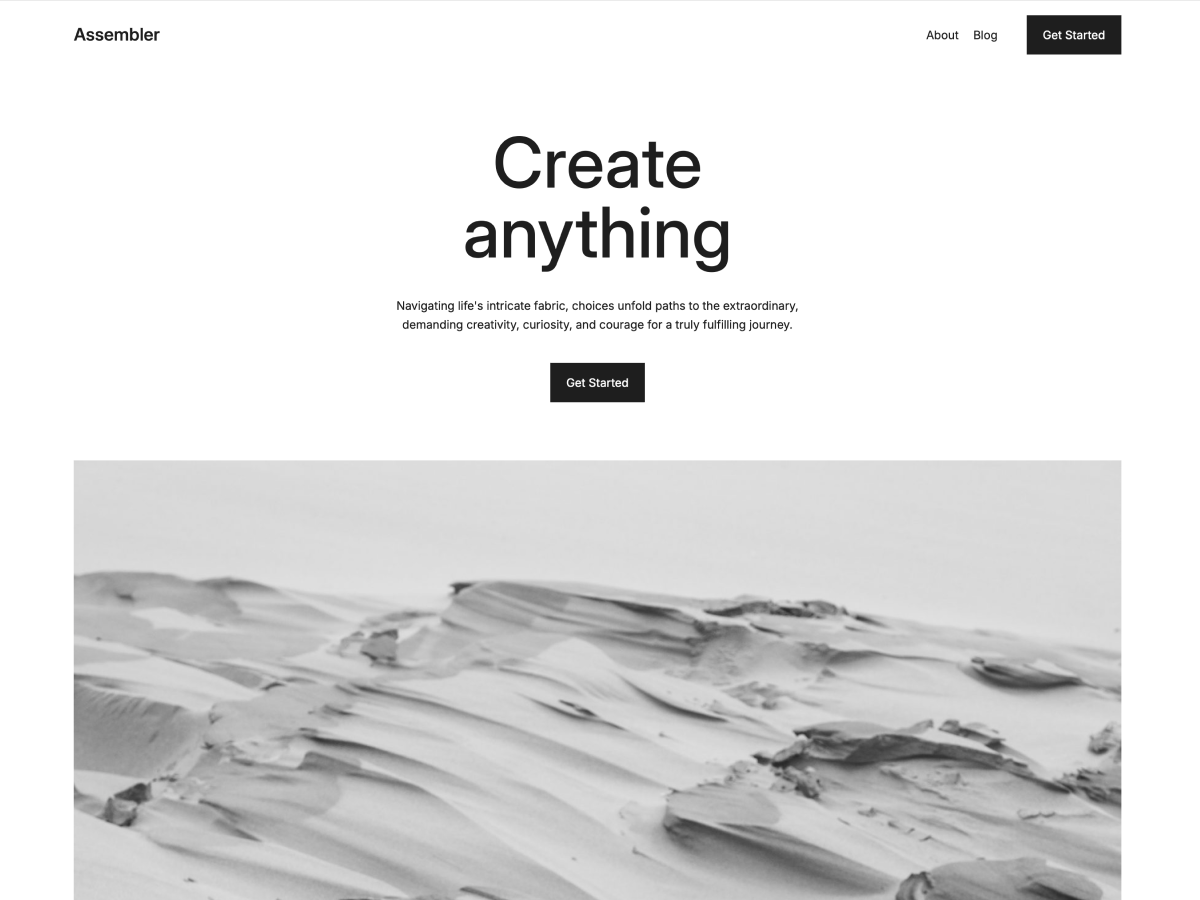 Assembler
About Blog Get Started
Create
anything
Navigating life's intricate fabric, choices unfold paths to the extraordinary,
demanding creativity, curiosity, and courage for a truly fulfilling journey.
Get Started